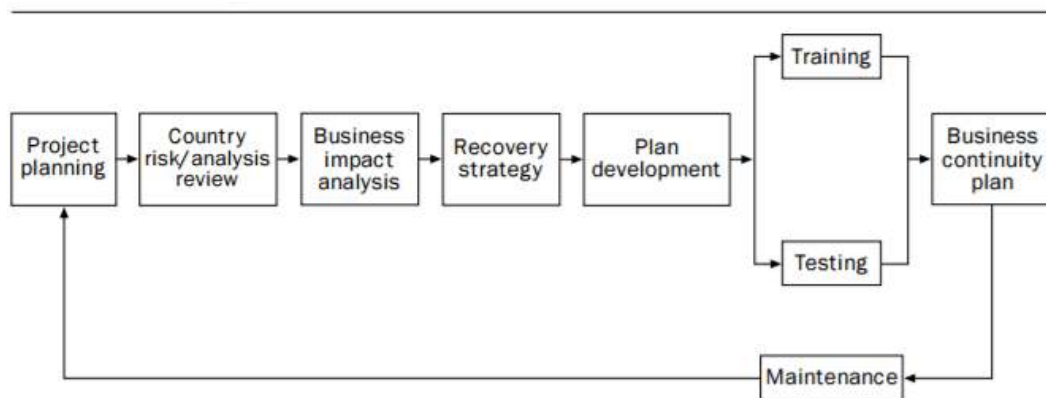 Training
Project
planning
Country
risk/analysis
review
Business
impact
analysis
Recovery
strategy
Plan
development
Business
continuity
plan
Testing
Maintenance